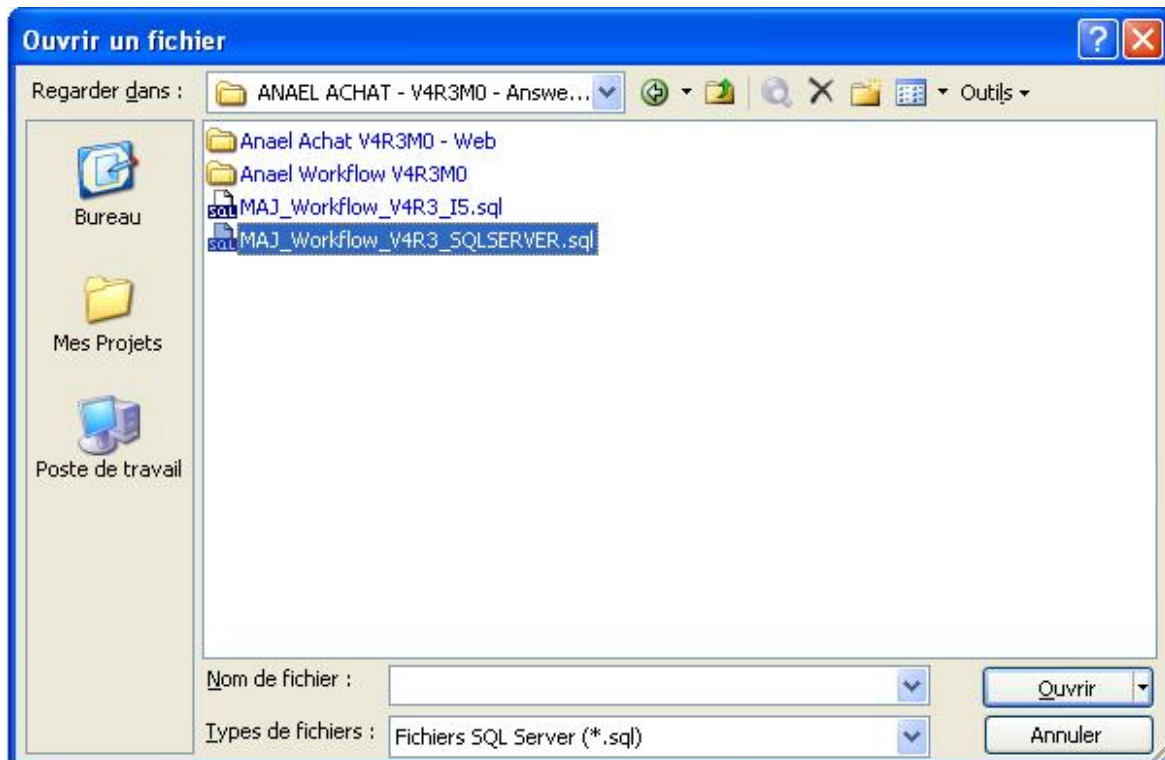 Ouvrir un fichier
Regarder dans :
ANAEL ACHAT - V4R3M0 - Answe...
Outils
Bureau
Mes Projets
Poste de travail
Anael Achat V4R3M0 - Web
Anael Workflow V4R3M0
SQL MAJ_Workflow_V4R3_I5.sql
SQL MAJ_Workflow_V4R3_SQLSERVER.sql
Nom de fichier :
Ouvrir
Types de fichiers :
Fichiers SQL Server (*.sql)
Annuler